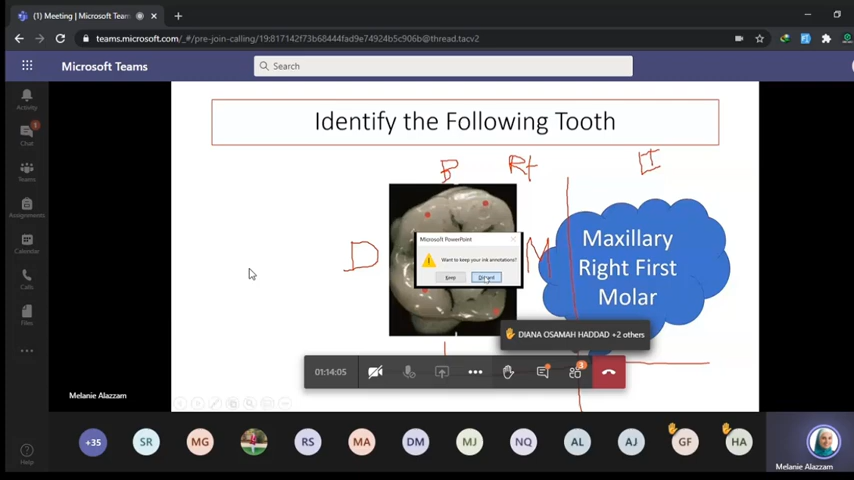 (1) Meeting | Microsoft Team
teams.microsoft.com/_#/pre-join-calling/19:817142f73b68444fad9e74924b5c906b@thread.tacv2
Microsoft Teams
Search
Activity
Chat
1
Teams
Assignments
Calendar
Calls
Files
Help
Identify the Following Tooth
B
Rt
D
M
Microsoft PowerPoint
Want to keep your ink annotations?
Keep
Discard
Maxillary
Right First
Molar
DIANA OSAMAH HADDAD +2 others
01:14:05
3
Melanie Alazzam
+35
SR
MG
RS
MA
DM
MJ
NQ
AL
AJ
GF
HA
Melanie Alazzam